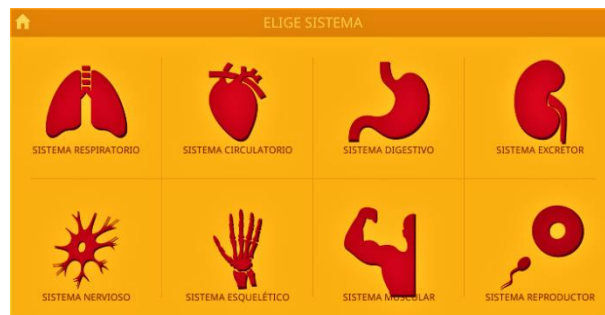 ELIGE SISTEMA
SISTEMA RESPIRATORIO
SISTEMA CIRCULATORIO
SISTEMA DIGESTIVO
SISTEMA EXCRETOR
SISTEMA NERVIOSO
SISTEMA ESQUELÉTICO
SISTEMA MUSCULAR
SISTEMA REPRODUCTOR